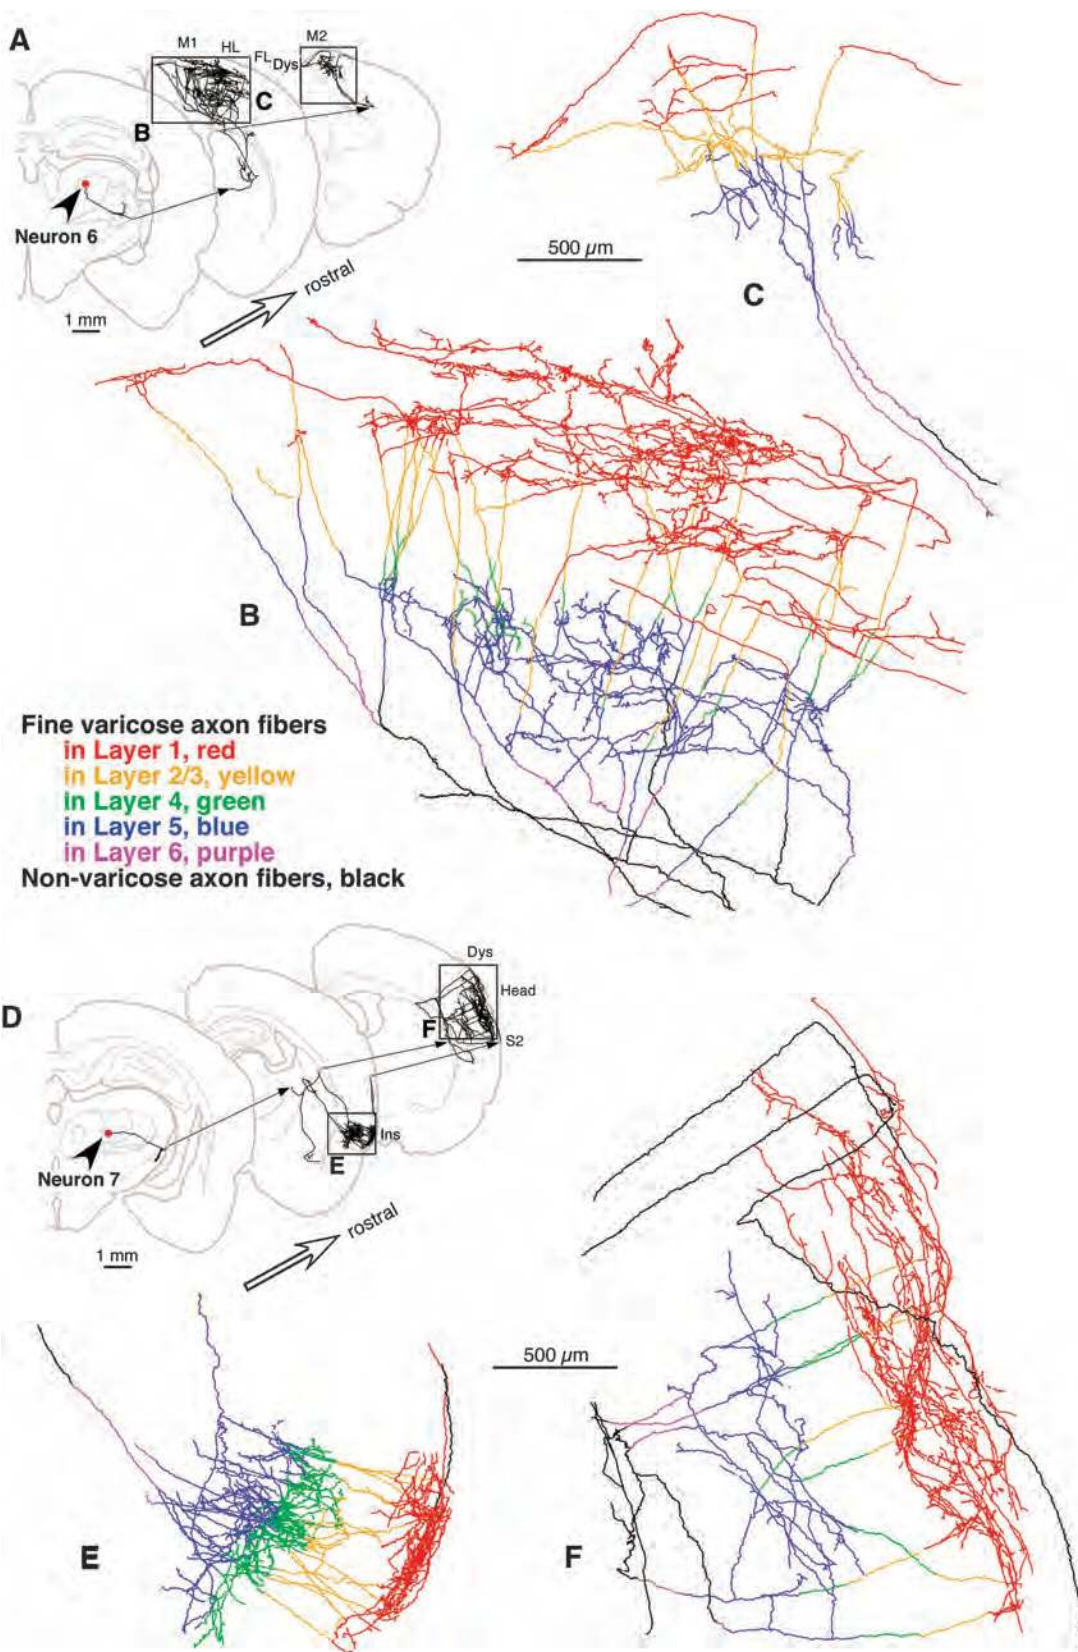 A
M1
HL
FL
Dys
M2
C
B
Neuron 6
rostral
1 mm
500 µm
C
B
Fine varicose axon fibers
in Layer 1, red
in Layer 2/3, yellow
in Layer 4, green
in Layer 5, blue
in Layer 6, purple
Non-varicose axon fibers, black
D
Dys
Head
F
S2
Ins
E
Neuron 7
rostral
1 mm
500 µm
E
F